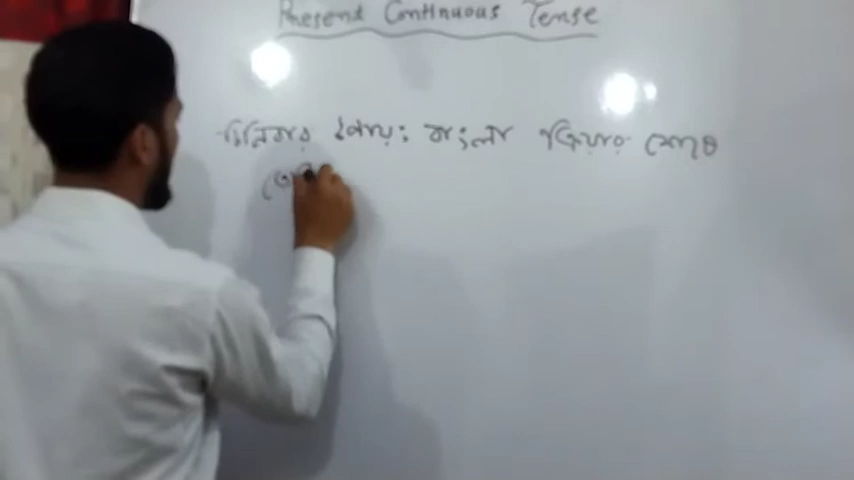 Present Continuous Tense
চিনিবার উপায়ঃ বাংলা ক্রিয়ার শেষে